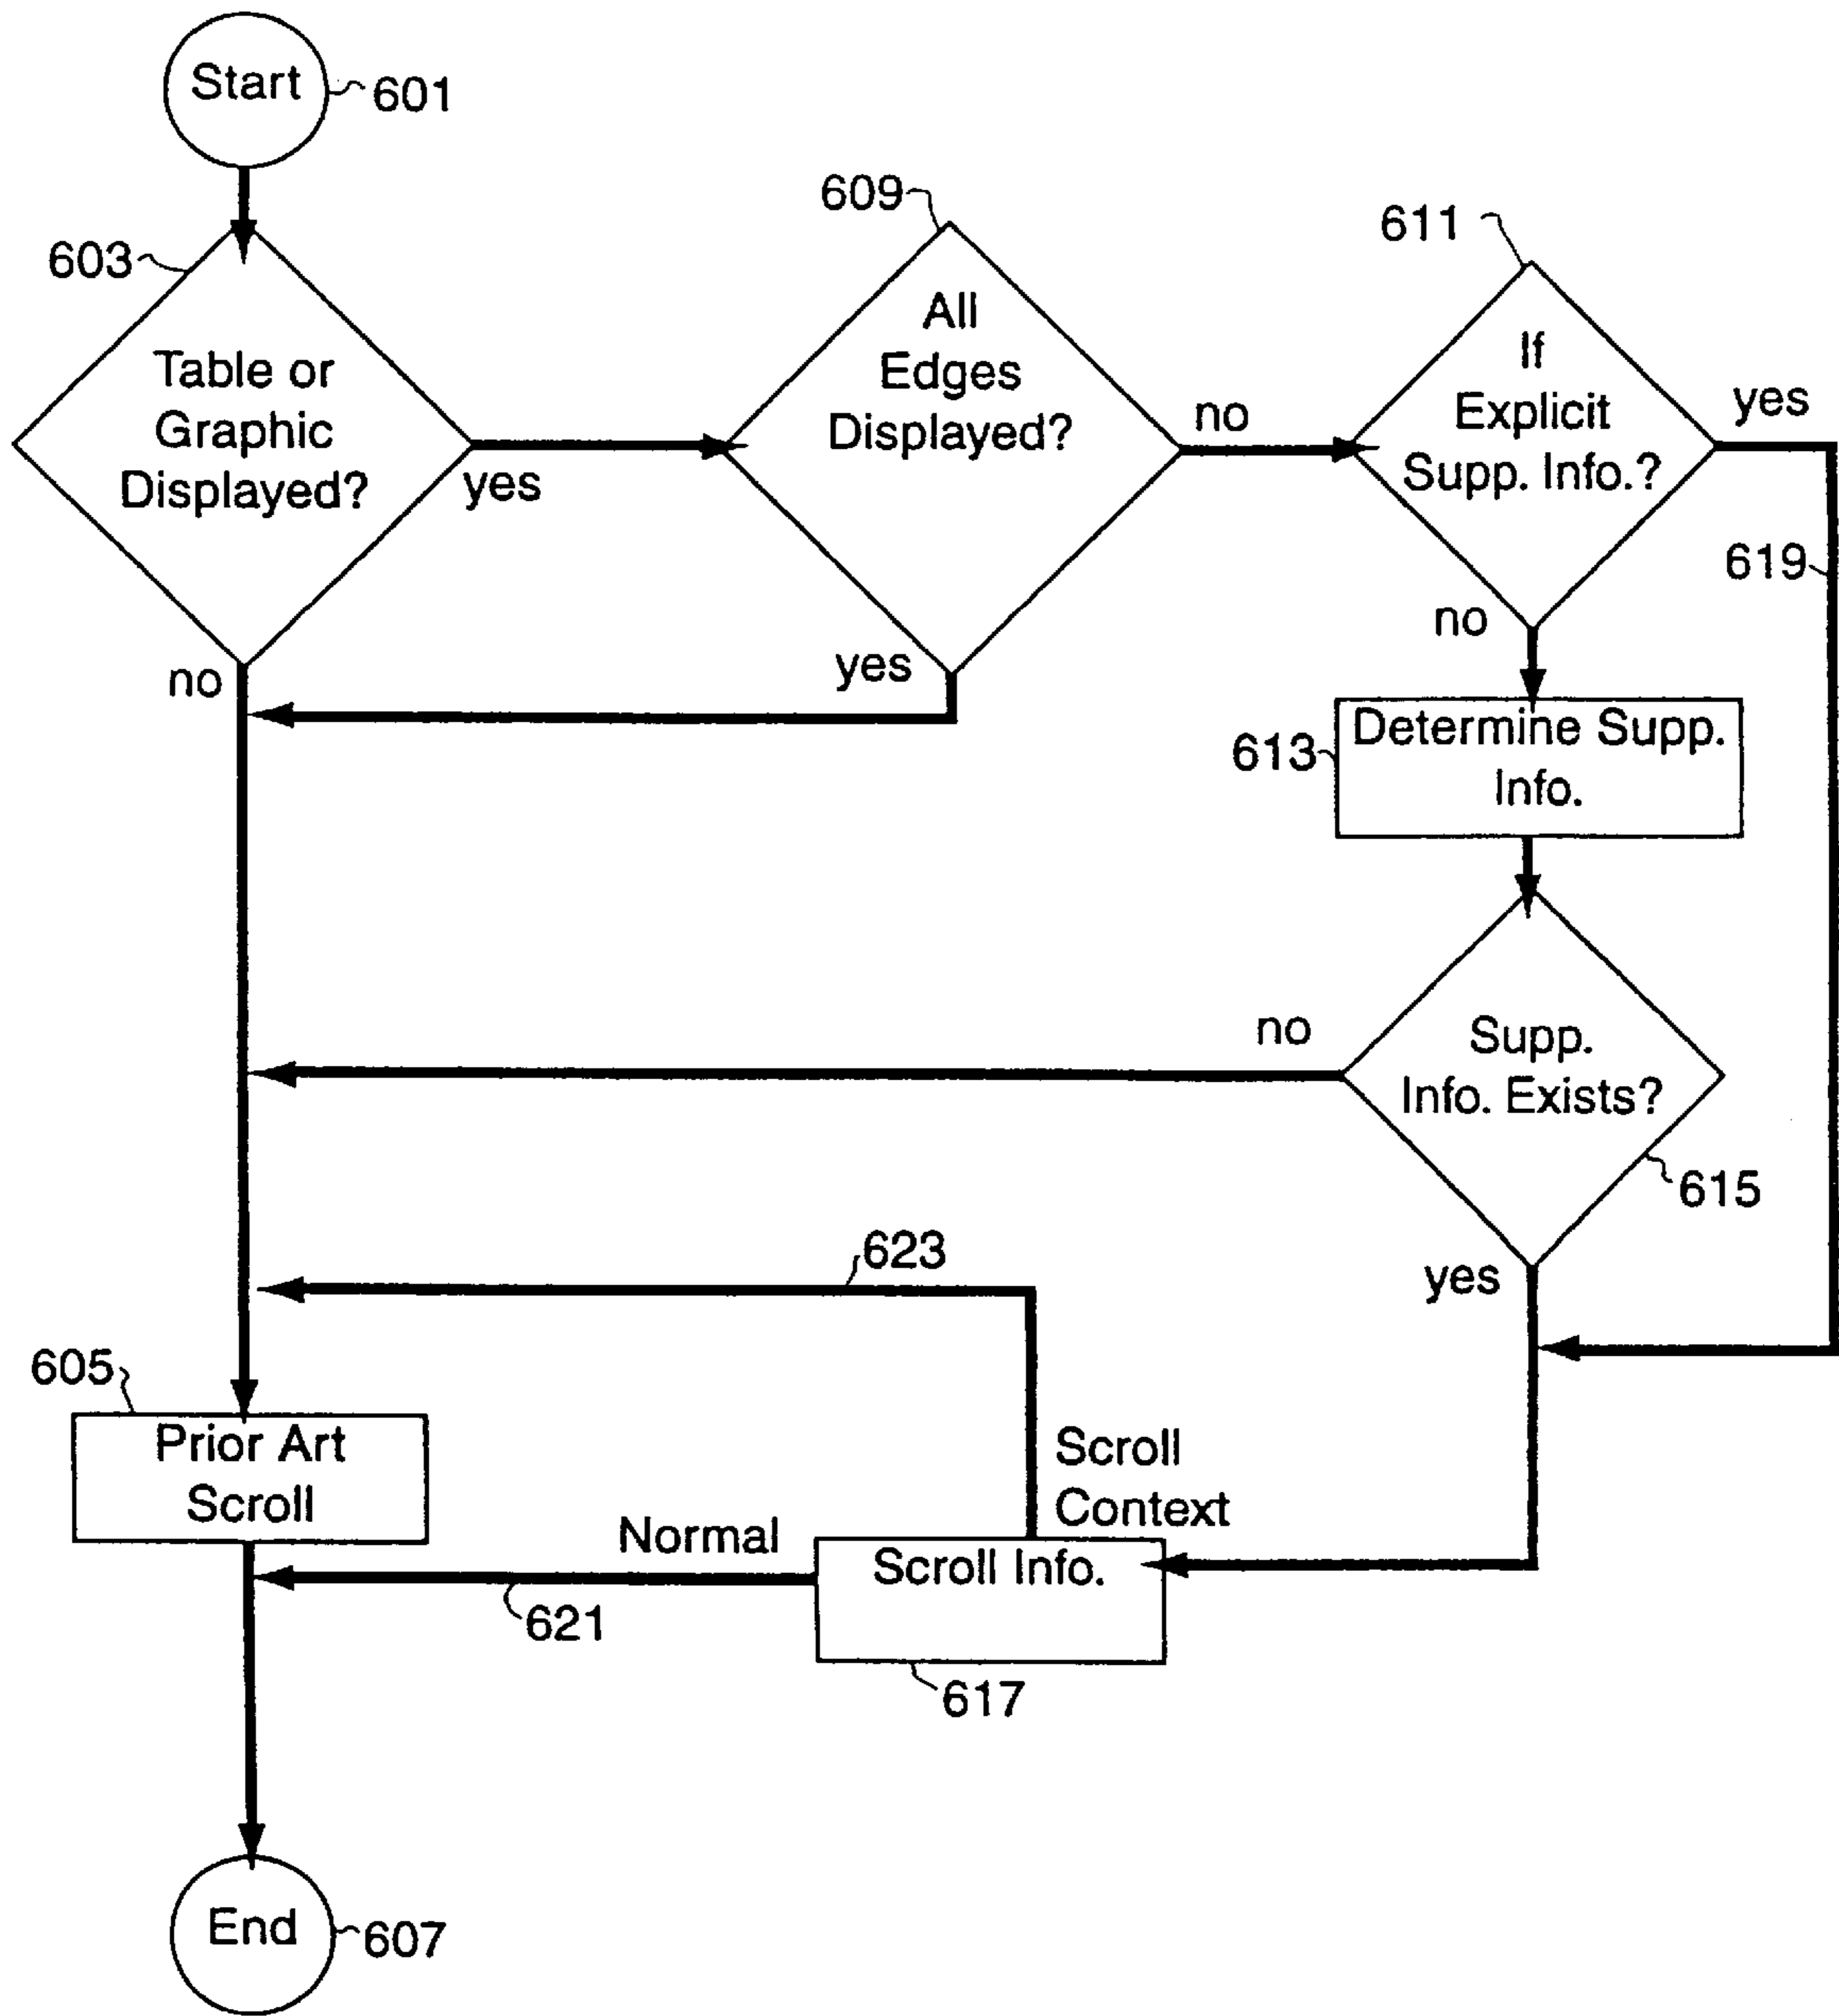 Start
601
603
Table or
Graphic
Displayed?
yes
no
609
All
Edges
Displayed?
no
yes
611
If
Explicit
Supp. Info.?
yes
no
619
613
Determine Supp.
Info.
Supp.
Info. Exists?
no
615
yes
623
605
Prior Art
Scroll
Scroll
Context
Normal
Scroll Info.
621
617
End
607